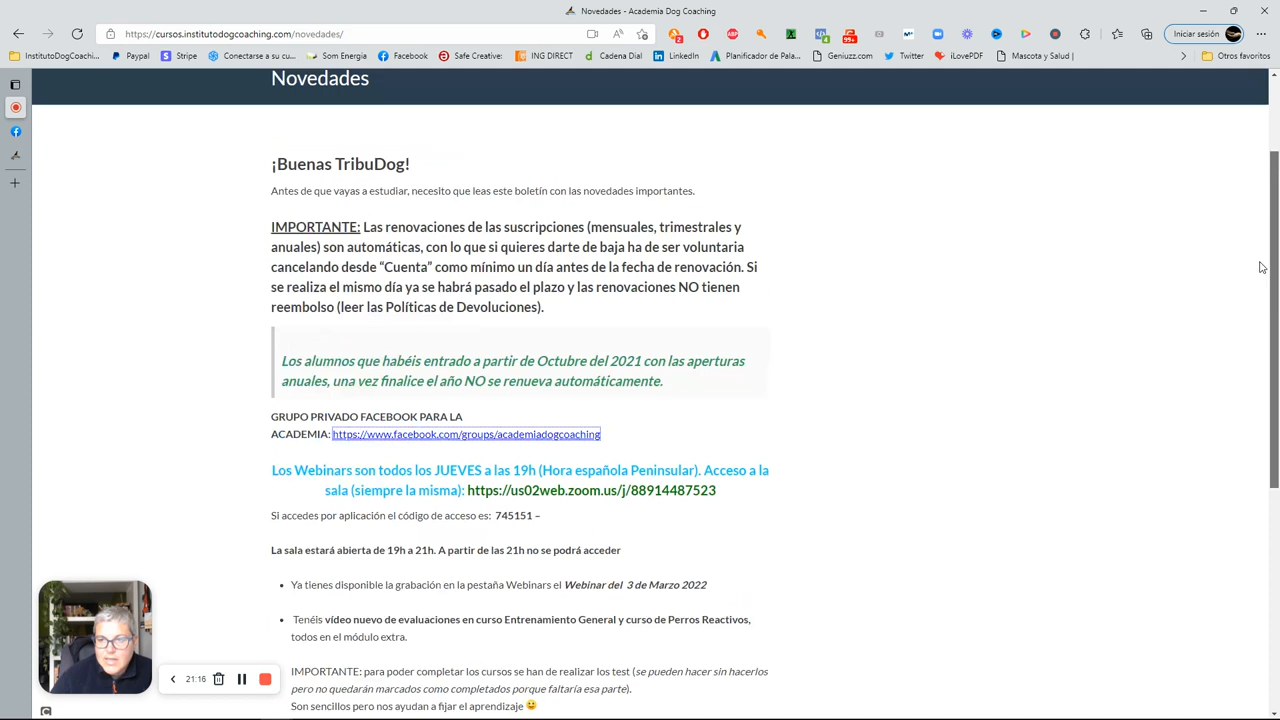 Novedades - Academia Dog Coaching
https://cursos.institutodogcoaching.com/novedades/
Iniciar sesión
InstitutoDogCoachi...
Paypal
Stripe
Conectarse a su cu...
Som Energia
Facebook
Safe Creative:
ING DIRECT
Cadena Dial
LinkedIn
Planificador de Pala...
Geniuzz.com
Twitter
iLovePDF
Mascota y Salud |
Otros favoritos
Novedades
¡Buenas TribuDog!
Antes de que vayas a estudiar, necesito que leas este boletín con las novedades importantes.
IMPORTANTE: Las renovaciones de las suscripciones (mensuales, trimestrales y
anuales) son automáticas, con lo que si quieres darte de baja ha de ser voluntaria
cancelando desde “Cuenta” como mínimo un día antes de la fecha de renovación. Si
se realiza el mismo día ya se habrá pasado el plazo y las renovaciones NO tienen
reembolso (leer las Políticas de Devoluciones).
Los alumnos que habéis entrado a partir de Octubre del 2021 con las aperturas
anuales, una vez finalice el año NO se renueva automáticamente.
GRUPO PRIVADO FACEBOOK PARA LA
ACADEMIA: https://www.facebook.com/groups/academiadogcoaching
Los Webinars son todos los JUEVES a las 19h (Hora española Peninsular). Acceso a la
sala (siempre la misma): https://us02web.zoom.us/j/88914487523
Si accedes por aplicación el código de acceso es: 745151 –
La sala estará abierta de 19h a 21h. A partir de las 21h no se podrá acceder
Ya tienes disponible la grabación en la pestaña Webinars el Webinar del 3 de Marzo 2022
Tenéis vídeo nuevo de evaluaciones en curso Entrenamiento General y curso de Perros Reactivos,
todos en el módulo extra.
IMPORTANTE: para poder completar los cursos se han de realizar los test (se pueden hacer sin hacerlos
pero no quedarán marcados como completados porque faltaría esa parte).
Son sencillos pero nos ayudan a fijar el aprendizaje
21:16